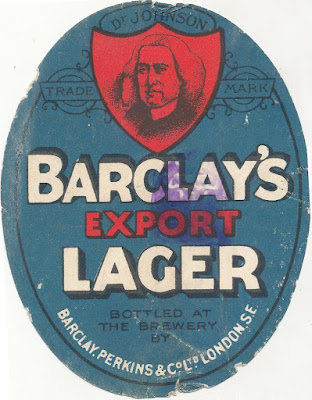 DR JOHNSON
TRADE MARK
BARCLAY'S
EXPORT
LAGER
BOTTLED AT
THE BREWERY
BY
BARCLAY, PERKINS & CO LTD LONDON, S.E